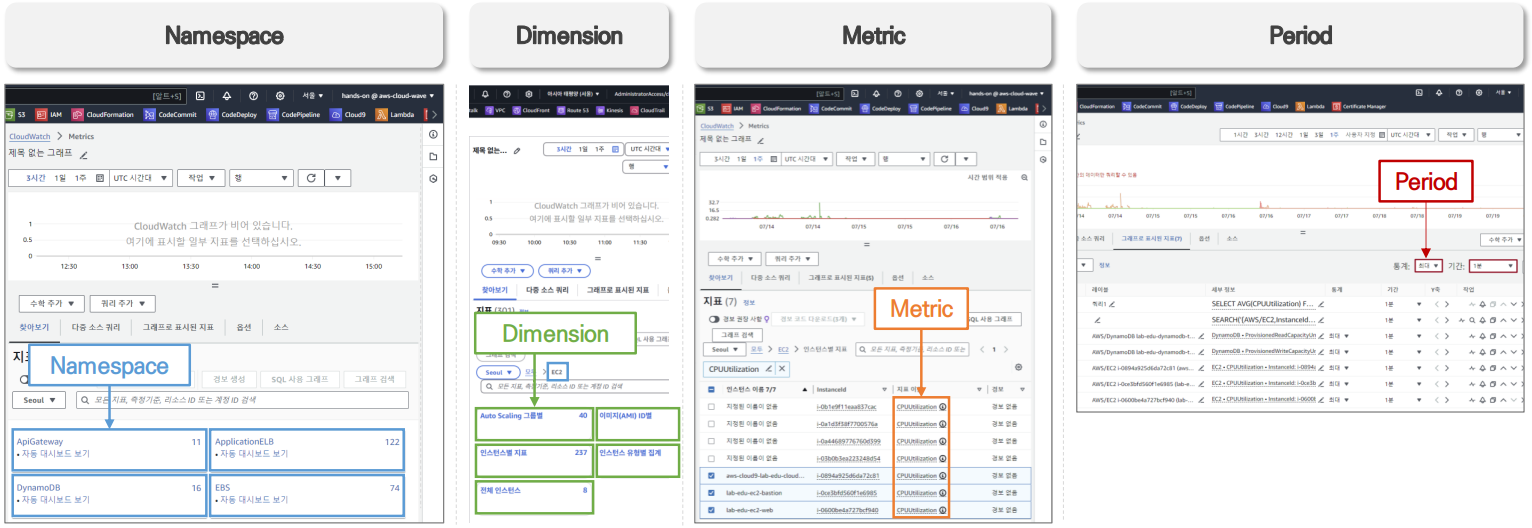 Namespace
Dimension
Metric
Period
[알트+S]
서울 ▼
hands-on @ aws-cloud-wave ▼
S3 IAM CloudFormation CodeCommit CodeDeploy CodePipeline Cloud9 Lambda
CloudWatch > Metrics
제목 없는 그래프
3시간 1일 1주 UTC 시간대 ▼ 작업 ▼ 행 ▼
1
CloudWatch 그래프가 비어 있습니다.
0.5
여기에 표시할 일부 지표를 선택하십시오.
0
12:30 13:00 13:30 14:00 14:30 15:00
수학 추가 ▼ 쿼리 추가 ▼
찾아보기 다중 소스 쿼리 그래프로 표시된 지표 옵션 소스
Namespace
경보 생성 SQL 사용 그래프 그래프 검색
Seoul ▼ 모든 지표, 측정기준, 리소스 ID 또는 계정 ID 검색
ApiGateway 11
• 자동 대시보드 보기
ApplicationELB 122
• 자동 대시보드 보기
DynamoDB 16
• 자동 대시보드 보기
EBS 74
• 자동 대시보드 보기
아시아 태평양 (서울) ▼ AdministratorAccess/
VPC CloudFront Route 53 Kinesis CloudTrail
제목 없는... 3시간 1일 1주 UTC 시간대
행 ▼
1
CloudWatch 그래프가 비어 있습니다.
0.5
여기에 표시할 일부 지표를 선택하십시오.
0
09:30 10:00 10:30 11:00 11:30
수학 추가 ▼ 쿼리 추가 ▼
찾아보기 다중 소스 쿼리 그래프로 표시된 지표
Dimension
Seoul ▼ 모두 > EC2
모든 지표, 측정기준, 리소스 ID 또는 계정 ID 검색
Auto Scaling 그룹별 40
이미지(AMI) ID별
인스턴스별 지표 237
인스턴스 유형별 집계
전체 인스턴스 8
[알트+S] 서울 ▼ hands-on @ aws-cloud-wave ▼
S3 IAM CloudFormation CodeCommit CodeDeploy CodePipeline Cloud9 Lambda
CloudWatch > Metrics
제목 없는 그래프
3시간 1일 1주 UTC 시간대 ▼ 작업 ▼ 행 ▼
시간 범위 적용
32.7
16.5
0.262
07/14 07/14 07/15 07/15 07/15 07/16 07/16
수학 추가 ▼ 쿼리 추가 ▼
찾아보기 다중 소스 쿼리 그래프로 표시된 지표(5) 옵션 소스
지표 (7) 정보
Metric
경보 권장 사항 경보 코드 다운로드(3개) ▼ SQL 사용 그래프
그래프 검색
Seoul ▼ 모두 > EC2 > 인스턴스별 지표 모든 지표, 측정기준, 리소스 ID 또는 < 1 >
CPUUtilization
인스턴스 이름 7/7 InstanceId 지표 이 경보
지정된 이름이 없음 i-0b1e9f11eaa837cac CPUUtilization 경보 없음
지정된 이름이 없음 i-0a1d3f38f7700576a CPUUtilization 경보 없음
지정된 이름이 없음 i-0a44689776760d399 CPUUtilization 경보 없음
지정된 이름이 없음 i-03b0b3ea223248d54 CPUUtilization 경보 없음
aws-cloud9-lab-edu-cloud... i-0894a925d6da72c81 CPUUtilization 경보 없음
lab-edu-ec2-bastion i-0ce3bfd560f1e6985 CPUUtilization 경보 없음
lab-edu-ec2-web i-0600be4a727bcf940 CPUUtilization 경보 없음
[알트+S] 서울 ▼
CloudFormation CodeCommit CodeDeploy CodePipeline Cloud9 Lambda Certificate Manager
1시간 3시간 12시간 1일 3일 1주 사용자 지정 UTC 시간대 ▼ 작업 ▼ 행
Period
07/14 07/14 07/15 07/15 07/16 07/16 07/17 07/17 07/18 07/18 07/19 07/19
소스 쿼리 그래프로 표시된 지표(7) 옵션 소스 수학 추가 ▼
정보 통계: 최대 ▼ 기간: 1분 ▼
레이블 세부 정보 통계 기간 Y축 작업
쿼리1 SELECT AVG(CPUUtilization) F... 1분
SEARCH('{AWS/EC2,InstanceI... 1분
AWS/DynamoDB lab-edu-dynamodb-t... DynamoDB • ProvisionedReadCapacityUn 최대 ▼ 1분
AWS/DynamoDB lab-edu-dynamodb-t... DynamoDB • ProvisionedWriteCapacityU 최대 ▼ 1분
AWS/EC2 i-0894a925d6da72c81 (aws... EC2 • CPUUtilization • InstanceId: i-0894 최대 ▼ 1분
AWS/EC2 i-0ce3bfd560f1e6985 (lab-e... EC2 • CPUUtilization • InstanceId: i-0ce3b 최대 ▼ 1분
AWS/EC2 i-0600be4a727bcf940 (lab-... EC2 • CPUUtilization • InstanceId: i-0600 최대 ▼ 1분